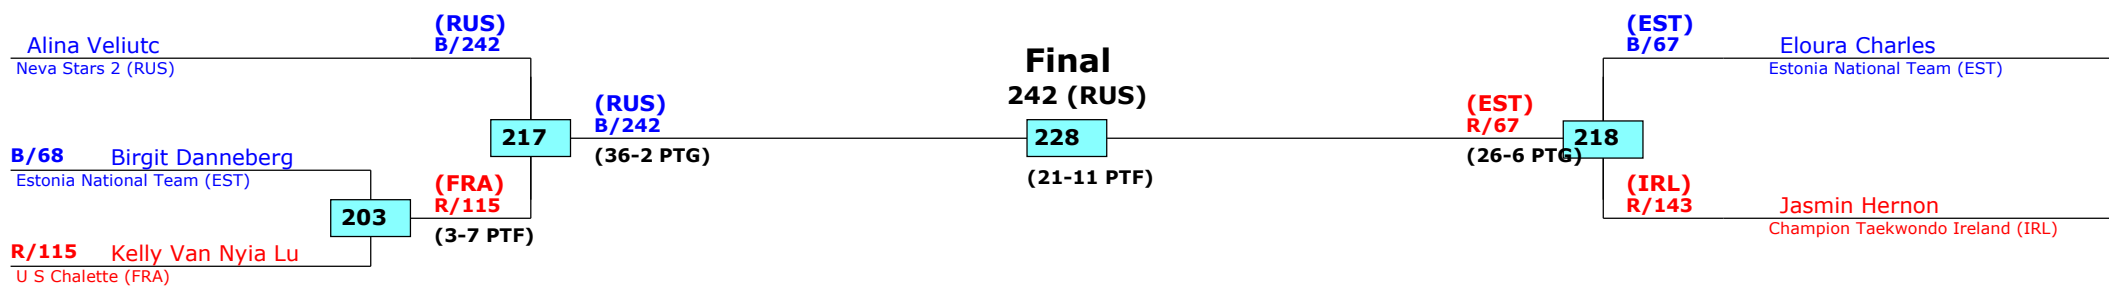 (RUS)
B/242
Alina Veliutc
Neva Stars 2 (RUS)
217
(RUS)
B/242
(36-2 PTG)
B/68 Birgit Danneberg
Estonia National Team (EST)
(FRA)
R/115
203
(3-7 PTF)
R/115 Kelly Van Nyia Lu
U S Chalette (FRA)
Final
242 (RUS)
228
(21-11 PTF)
(EST)
B/67 Eloura Charles
Estonia National Team (EST)
(EST)
R/67
218
(26-6 PTG)
(IRL)
R/143 Jasmin Hernon
Champion Taekwondo Ireland (IRL)